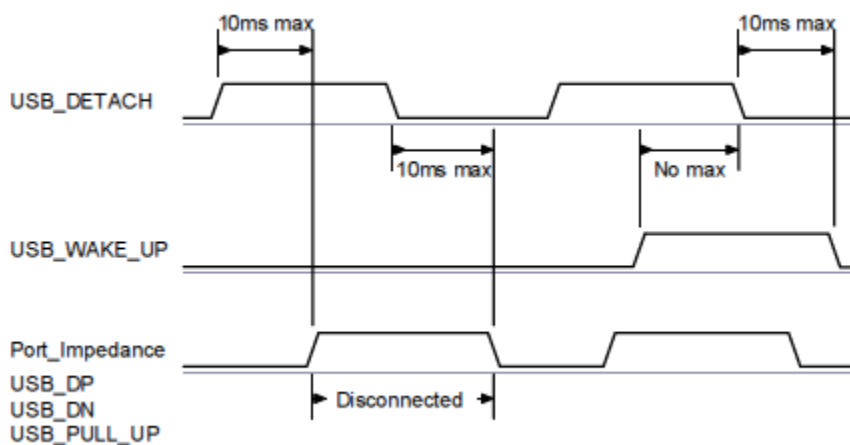 10ms max
10ms max
USB_DETACH
10ms max
No max
USB_WAKE_UP
Port_Impedance
USB_DP
Disconnected
USB_DN
USB_PULL_UP